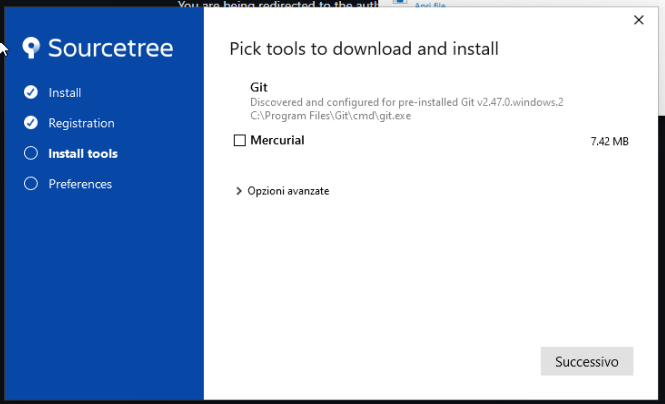 You are being redirected to the auth
Apri file
Sourcetree
Install
Registration
Install tools
Preferences
Pick tools to download and install
Git
Discovered and configured for pre-installed Git v2.47.0.windows.2
C:\Program Files\Git\cmd\git.exe
Mercurial 7.42 MB
Opzioni avanzate
Successivo